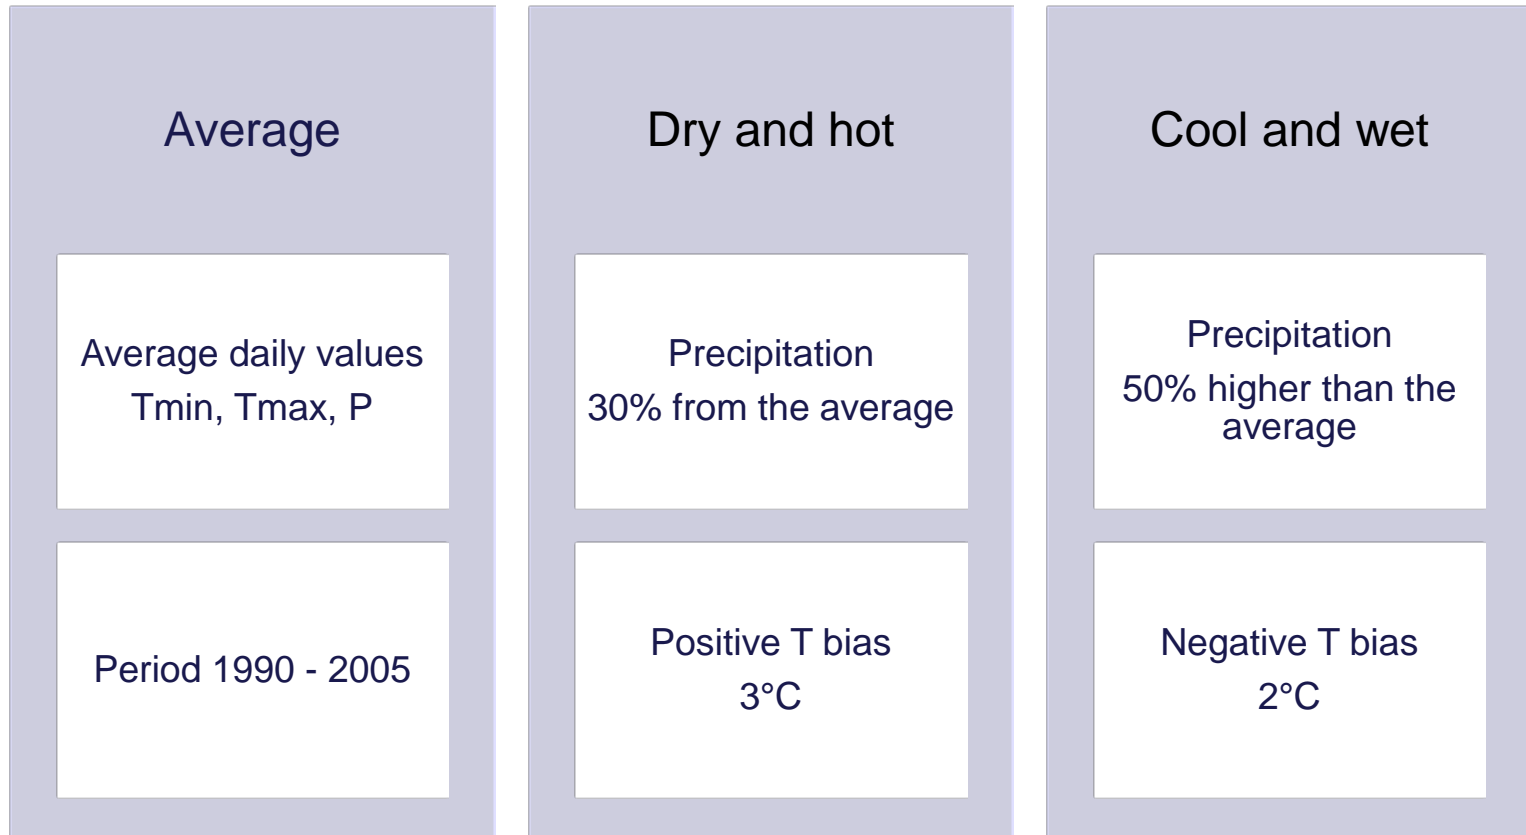 Average
Average daily values
Tmin, Tmax, P
Period 1990 - 2005
Dry and hot
Precipitation
30% from the average
Positive T bias
3°C
Cool and wet
Precipitation
50% higher than the
average
Negative T bias
2°C